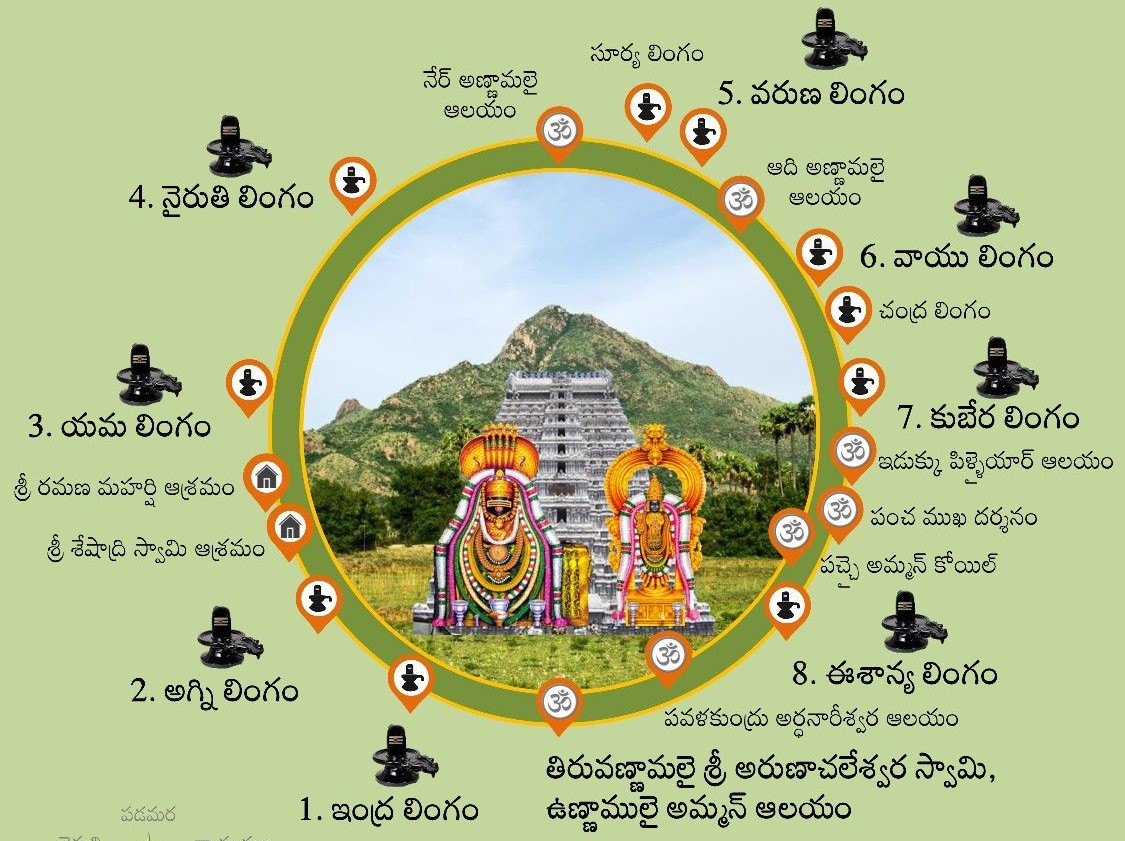 సూర్య లింగం
నేర్ అణ్ణామలై
ఆలయం
5. వరుణ లింగం
ఆది అణ్ణామలై
ఆలయం
4. నైరుతి లింగం
6. వాయు లింగం
చంద్ర లింగం
7. కుబేర లింగం
3. యమ లింగం
ఇడుక్కు పిళ్ళైయార్ ఆలయం
శ్రీ రమణ మహర్షి ఆశ్రమం
పంచ ముఖ దర్శనం
శ్రీ శేషాద్రి స్వామి ఆశ్రమం
పచ్చై అమ్మన్ కోయిల్
8. ఈశాన్య లింగం
2. అగ్ని లింగం
పవళకుంద్రు అర్ధనారీశ్వర ఆలయం
తిరువణ్ణామలై శ్రీ అరుణాచలేశ్వర స్వామి,
ఉణ్ణాములై అమ్మన్ ఆలయం
1. ఇంద్ర లింగం
పడమర